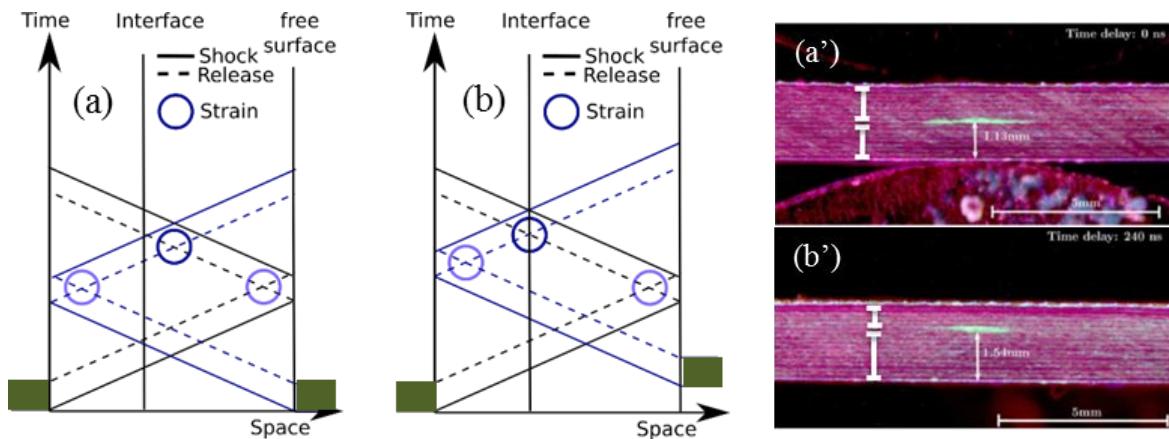 Time
Interface
free
surface
Shock
Release
(a)
Strain
Space
Time
Interface
free
surface
Shock
Release
(b)
Strain
Space
(a’)
Time delay: 0 ns
1.13mm
5mm
(b’)
Time delay: 240 ns
1.54mm
5mm